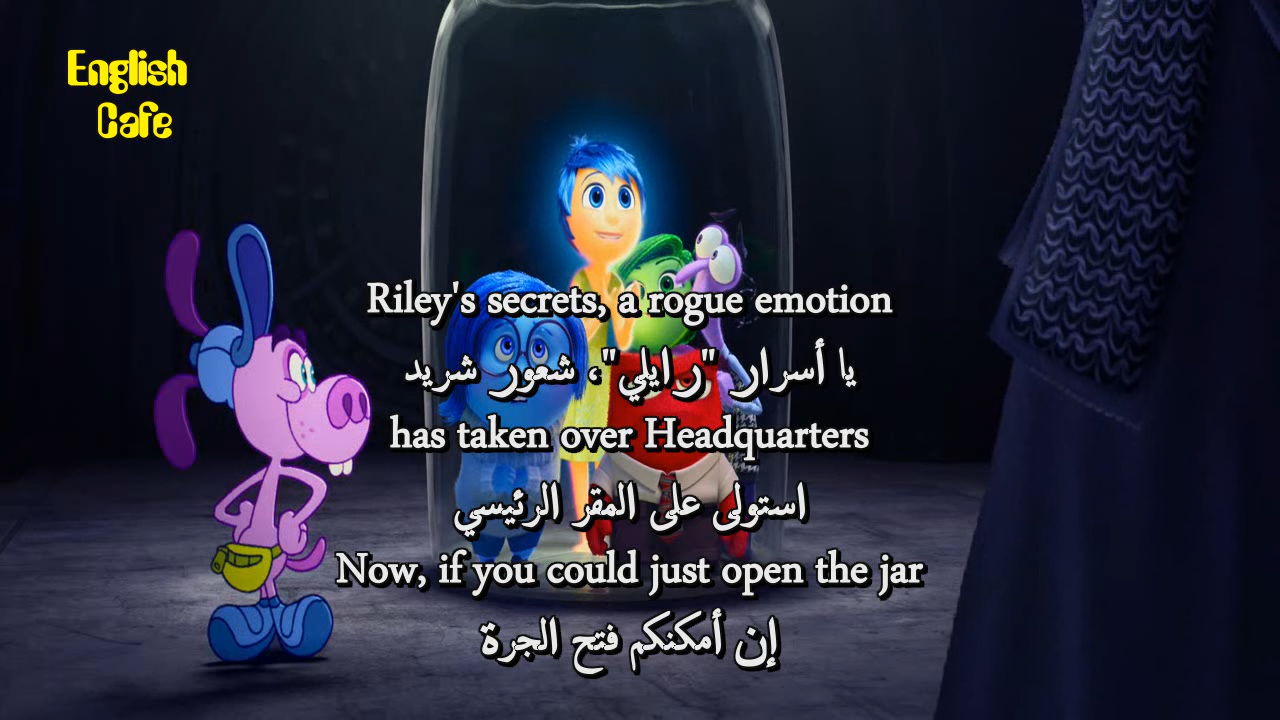 English
Cafe
Riley's secrets, a rogue emotion
يا أسرار "رايلي"، شعور شريد
has taken over Headquarters
استولى على المقر الرئيسي
Now, if you could just open the jar
إن أمكنكم فتح الجرة